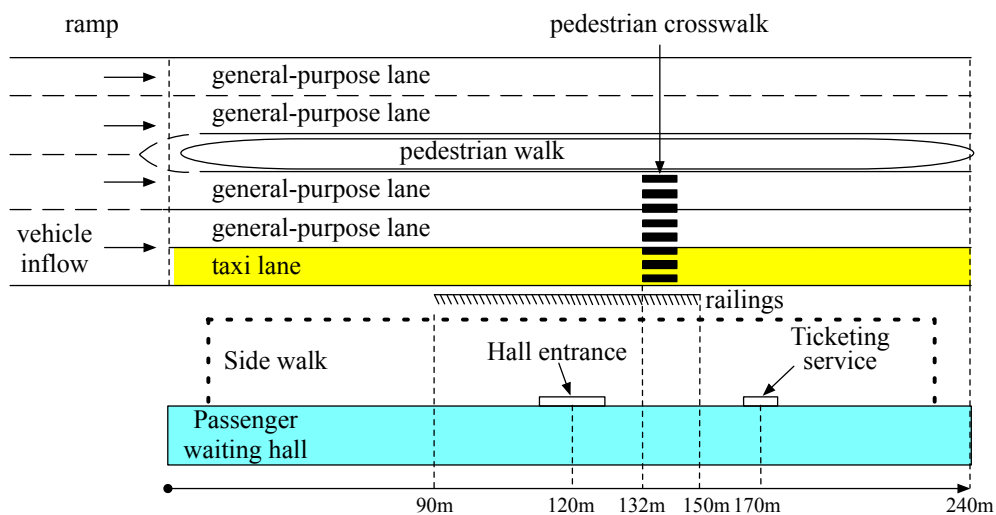 ramp
pedestrian crosswalk
general-purpose lane
general-purpose lane
pedestrian walk
general-purpose lane
general-purpose lane
vehicle
inflow
taxi lane
railings
Side walk
Hall entrance
Ticketing
service
Passenger
waiting hall
90m
120m
132m
150m
170m
240m